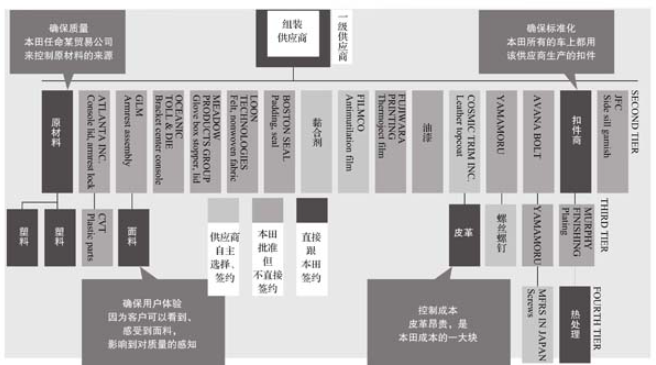 确保质量
本田任命某贸易公司
来控制原材料的来源
组装
供应商
一级供应商
确保标准化
本田所有的车上都用
该供应商生产的扣件
SECOND TIER
原材料
ATLANTA INC.
Console lid, armrest lock
GLM
Armrest assembly
OCEANIC
TOLL & DIE
Bracket center console
MEADOW
PRODUCTS GROUP
Glove box stopper, lid
LOON
TECHNOLOGIES
Felt, nonwoven fabric
BOSTON SEAL
Padding, seal
黏合剂
FILMCO
Antimutilation film
FUJIWARA
PRINTING
Thermoject film
油漆
COSMIC TRIM INC.
Leather topcoat
YAMAMORU
AVANA BOLT
扣件商
JFC
Side sill garnish
THIRD TIER
塑料
塑料
CVT
Plastic parts
面料
供应商
自主
选择、
签约
本田
批准
但
不直接
签约
直接
跟
本田
签约
皮革
螺丝螺钉
YAMAMORU
MURPHY
FINISHING
Plating
FOURTH TIER
MFRS IN JAPAN
Screws
热处理
确保用户体验
因为客户可以看到、
感受到面料，
影响到对质量的感知
控制成本
皮革昂贵，是
本田成本的一大块